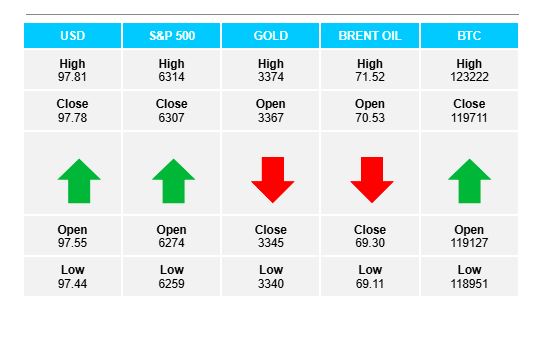 USD S&P 500 GOLD BRENT OIL BTC
High High High High High
97.81 6314 3374 71.52 123222
Close Close Open Open Close
97.78 6307 3367 70.53 119711
Open Open Close Close Open
97.55 6274 3345 69.30 119127
Low Low Low Low Low
97.44 6259 3340 69.11 118951